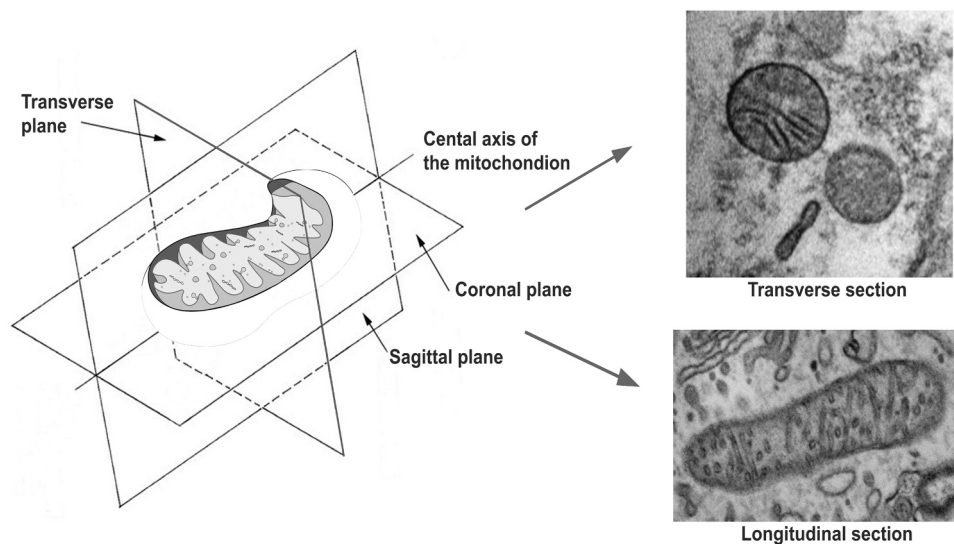 Transverse
plane
Cental axis of
the mitochondion
Coronal plane
Sagittal plane
Transverse section
Longitudinal section